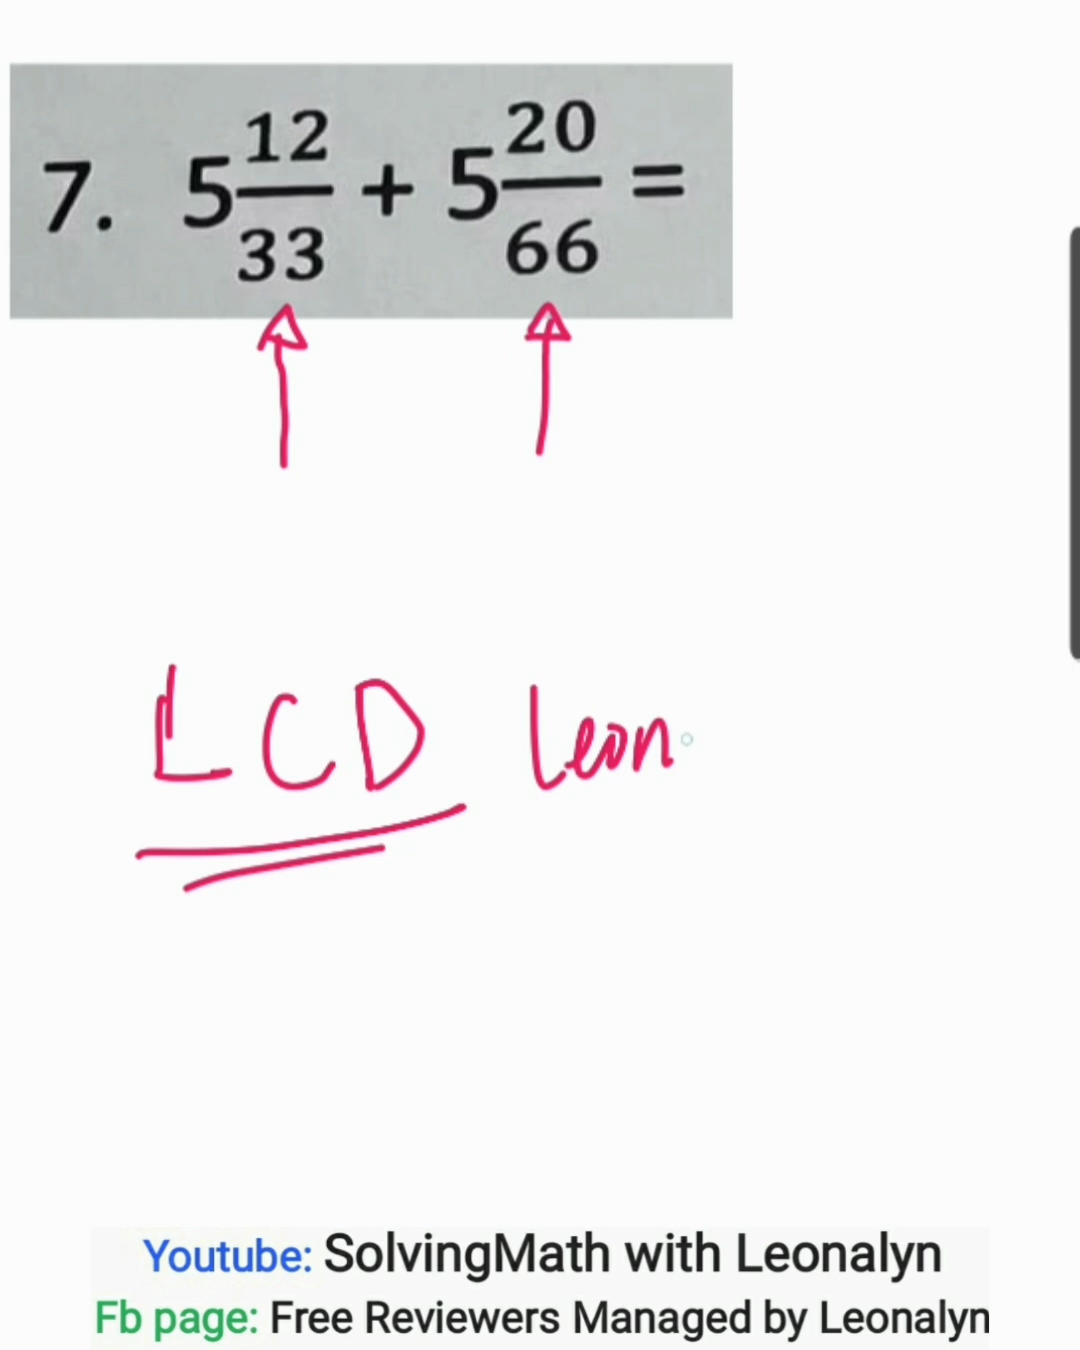 7. 5 12/33 + 5 20/66 =
LCD Leon
Youtube: SolvingMath with Leonalyn
Fb page: Free Reviewers Managed by Leonalyn